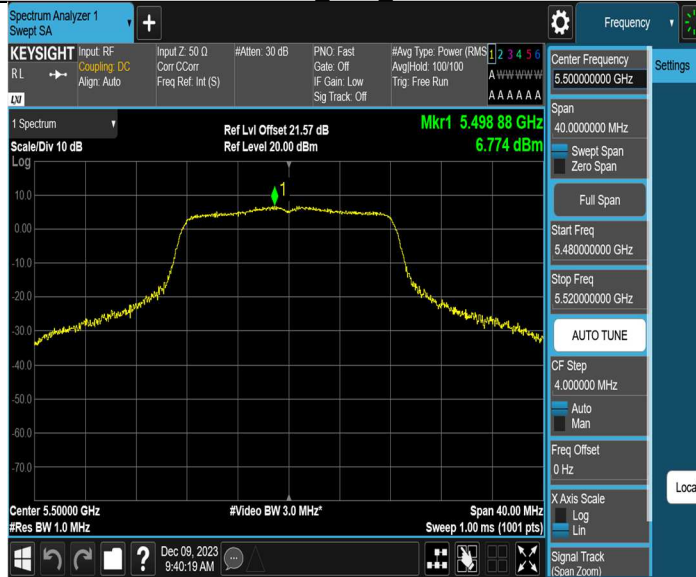 Spectrum Analyzer 1
Swept SA
+
Frequency
KEYSIGHT
RL
LXI
Input: RF
Coupling: DC
Align: Auto
Input Z: 50 Ω
Corr CCorr
Freq Ref: Int (S)
#Atten: 30 dB
PNO: Fast
Gate: Off
IF Gain: Low
Sig Track: Off
#Avg Type: Power (RMS
Avg|Hold: 100/100
Trig: Free Run
1 2 3 4 5 6
A W W W W W
A A A A A A
Center Frequency
5.500000000 GHz
Settings
Span
40.0000000 MHz
Swept Span
Zero Span
Full Span
Start Freq
5.480000000 GHz
Stop Freq
5.520000000 GHz
AUTO TUNE
CF Step
4.000000 MHz
Auto
Man
Freq Offset
0 Hz
X Axis Scale
Log
Lin
Loca
Signal Track
(Span Zoom)
1 Spectrum
Scale/Div 10 dB
Ref Lvl Offset 21.57 dB
Ref Level 20.00 dBm
Mkr1 5.498 88 GHz
6.774 dBm
Log
1
10.0
0.00
-10.0
-20.0
-30.0
-40.0
-50.0
-60.0
-70.0
Center 5.50000 GHz
#Video BW 3.0 MHz*
Span 40.00 MHz
#Res BW 1.0 MHz
Sweep 1.00 ms (1001 pts)
?
Dec 09, 2023
9:40:19 AM